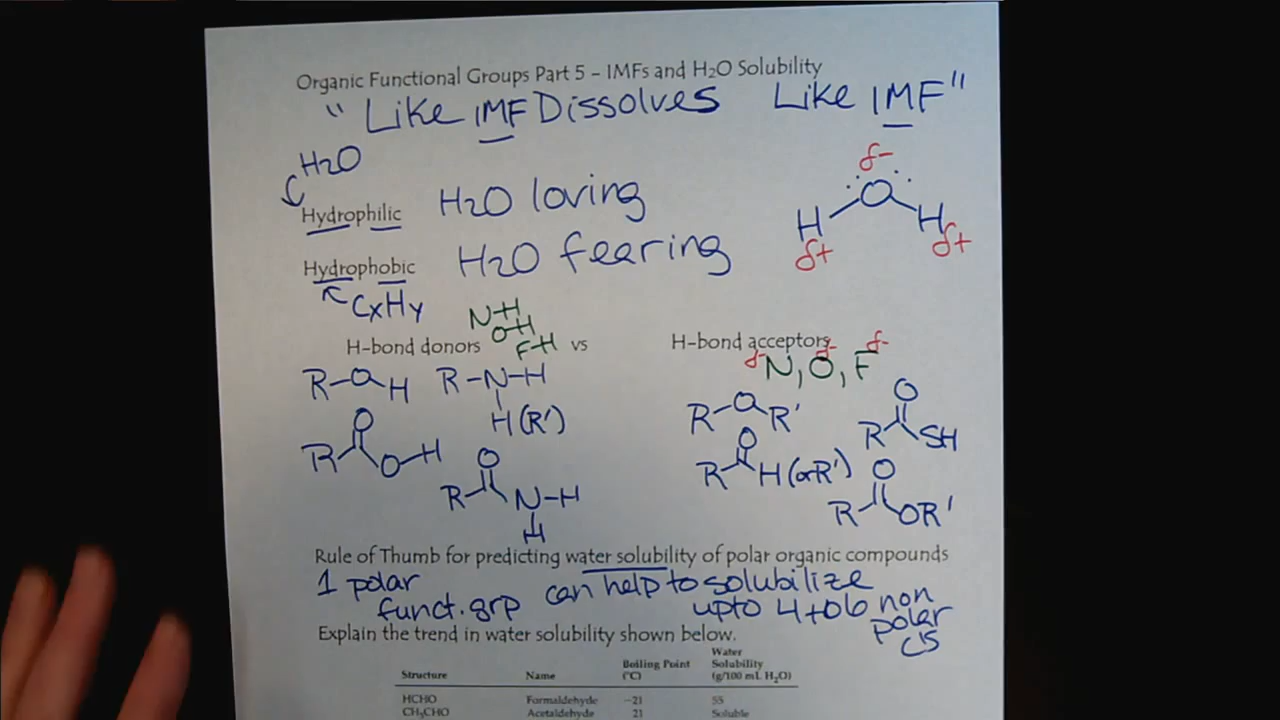 Organic Functional Groups Part 5 – IMFs and H2O Solubility
"Like IMF Dissolves Like IMF"
H2O
Hydrophilic H2O loving
Hydrophobic H2O fearing
CxHy
δ-
O
H H
δ+ δ+
N-H
O-H
F-H
H-bond donors vs H-bond acceptors
δ- δ- δ-
N, O, F
R-O-H R-N-H
H(R')
R-O-R'
O
R SH
O
R O-H
O
R H(or R')
O
R N-H
H
O
R OR'
Rule of Thumb for predicting water solubility of polar organic compounds
1 polar funct. grp can help to solubilize
upto 4 to 6 non polar C's
Explain the trend in water solubility shown below.
Structure Name Boiling Point (°C) Water Solubility (g/100 mL H2O)
HCHO Formaldehyde −21 55
CH3CHO Acetaldehyde 21 Soluble